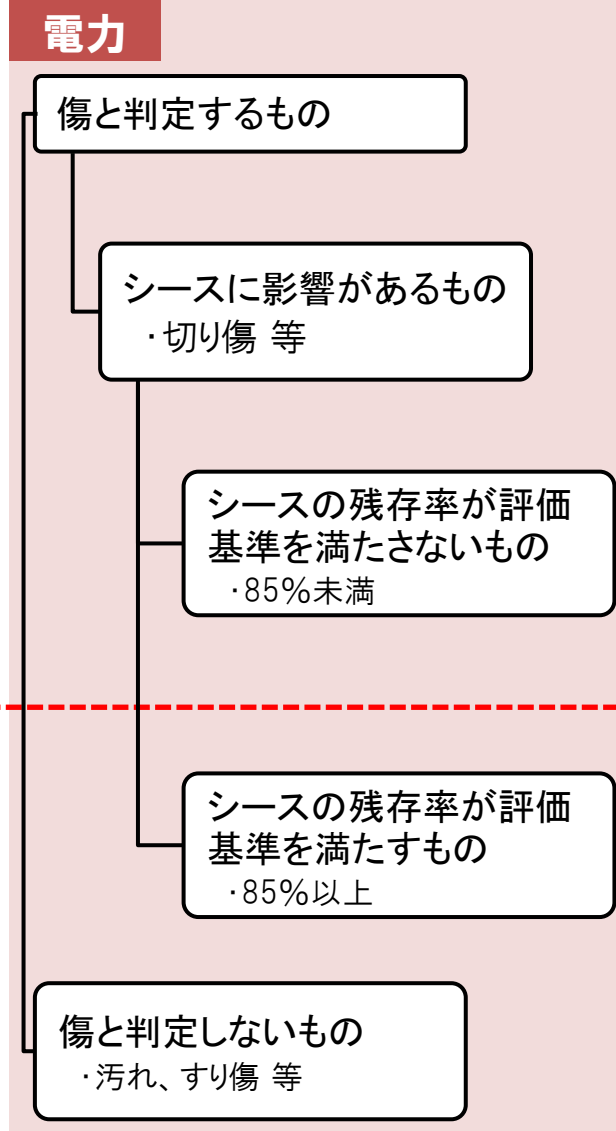 電力
傷と判定するもの
シースに影響があるもの
・切り傷 等
シースの残存率が評価
基準を満たさないもの
・85％未満
シースの残存率が評価
基準を満たすもの
・85％以上
傷と判定しないもの
・汚れ、すり傷 等